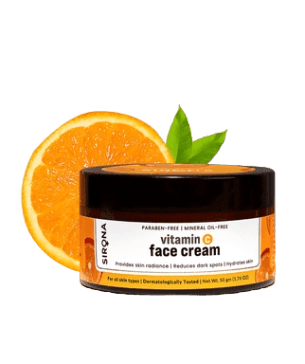 SIRONA
PARABEN-FREE | MINERAL OIL-FREE
vitamin C
face cream
Provides skin radiance | Reduces dark spots | Hydrates skin
For all skin types | Dermatologically Tested | Net Wt. 50 gm (1.76 OZ)